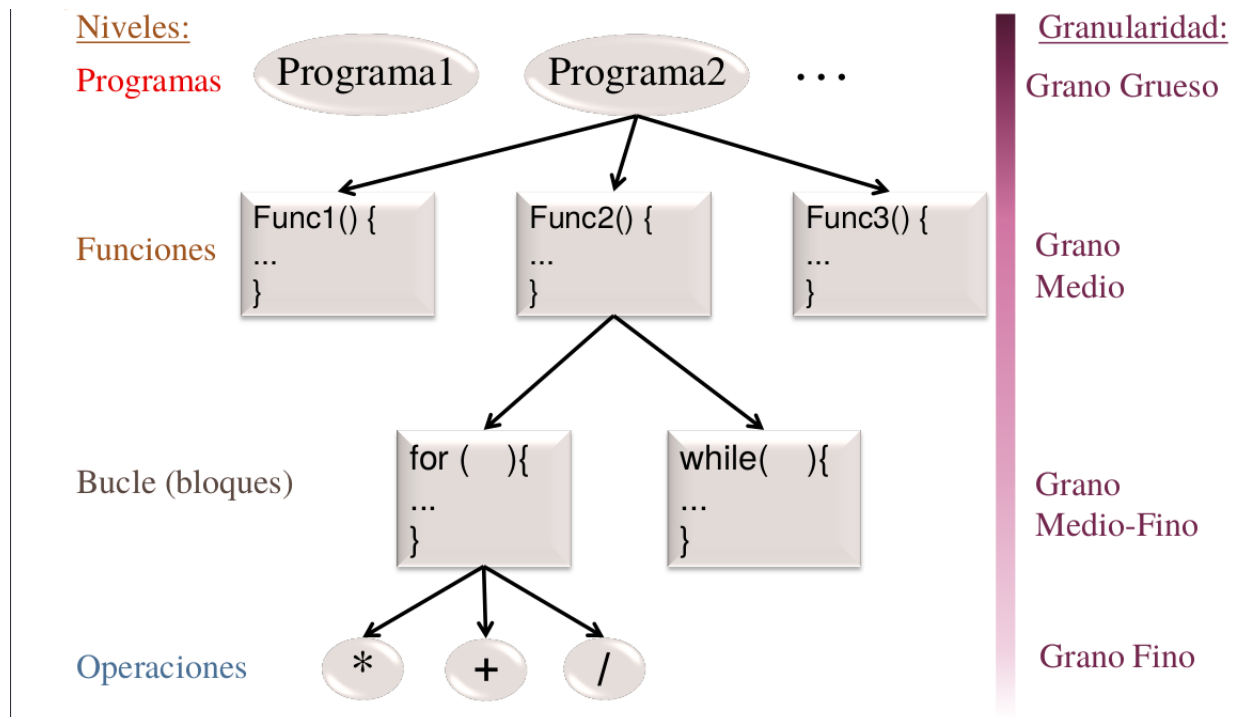 Niveles:
Granularidad:
Programas
Programa1
Programa2
...
Grano Grueso
Funciones
Func1() {
...
}
Func2() {
...
}
Func3() {
...
}
Grano
Medio
Bucle (bloques)
for (    ){
...
}
while(    ){
...
}
Grano
Medio-Fino
Operaciones
*
+
/
Grano Fino